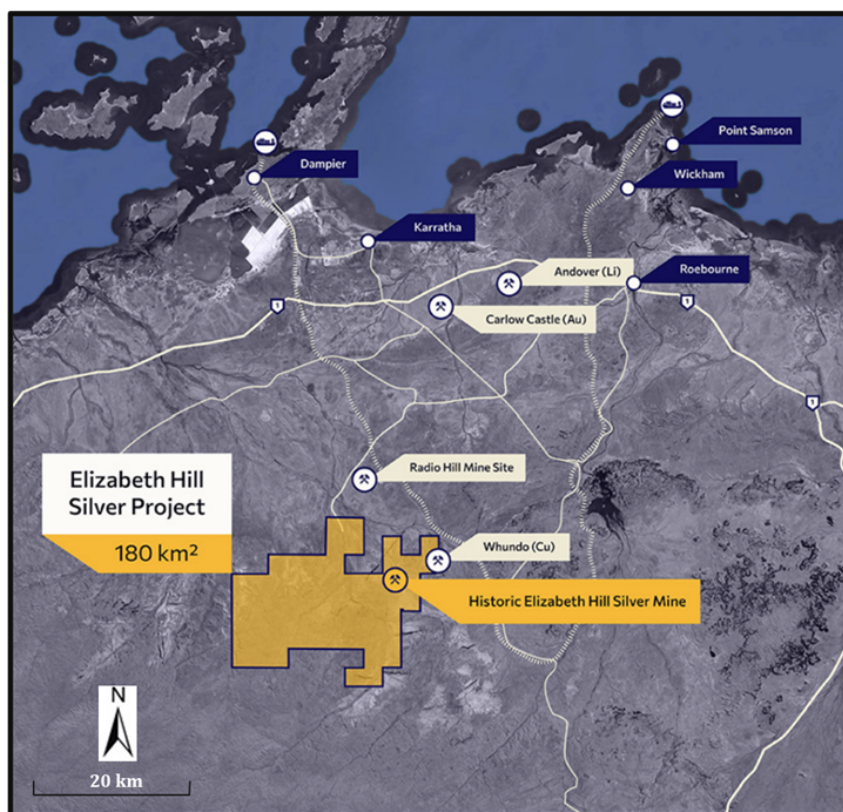 Point Samson
Dampier
Wickham
Karratha
Andover (Li)
Roebourne
1
Carlow Castle (Au)
1
1
Elizabeth Hill
Silver Project
180 km²
Radio Hill Mine Site
Whundo (Cu)
Historic Elizabeth Hill Silver Mine
N
20 km